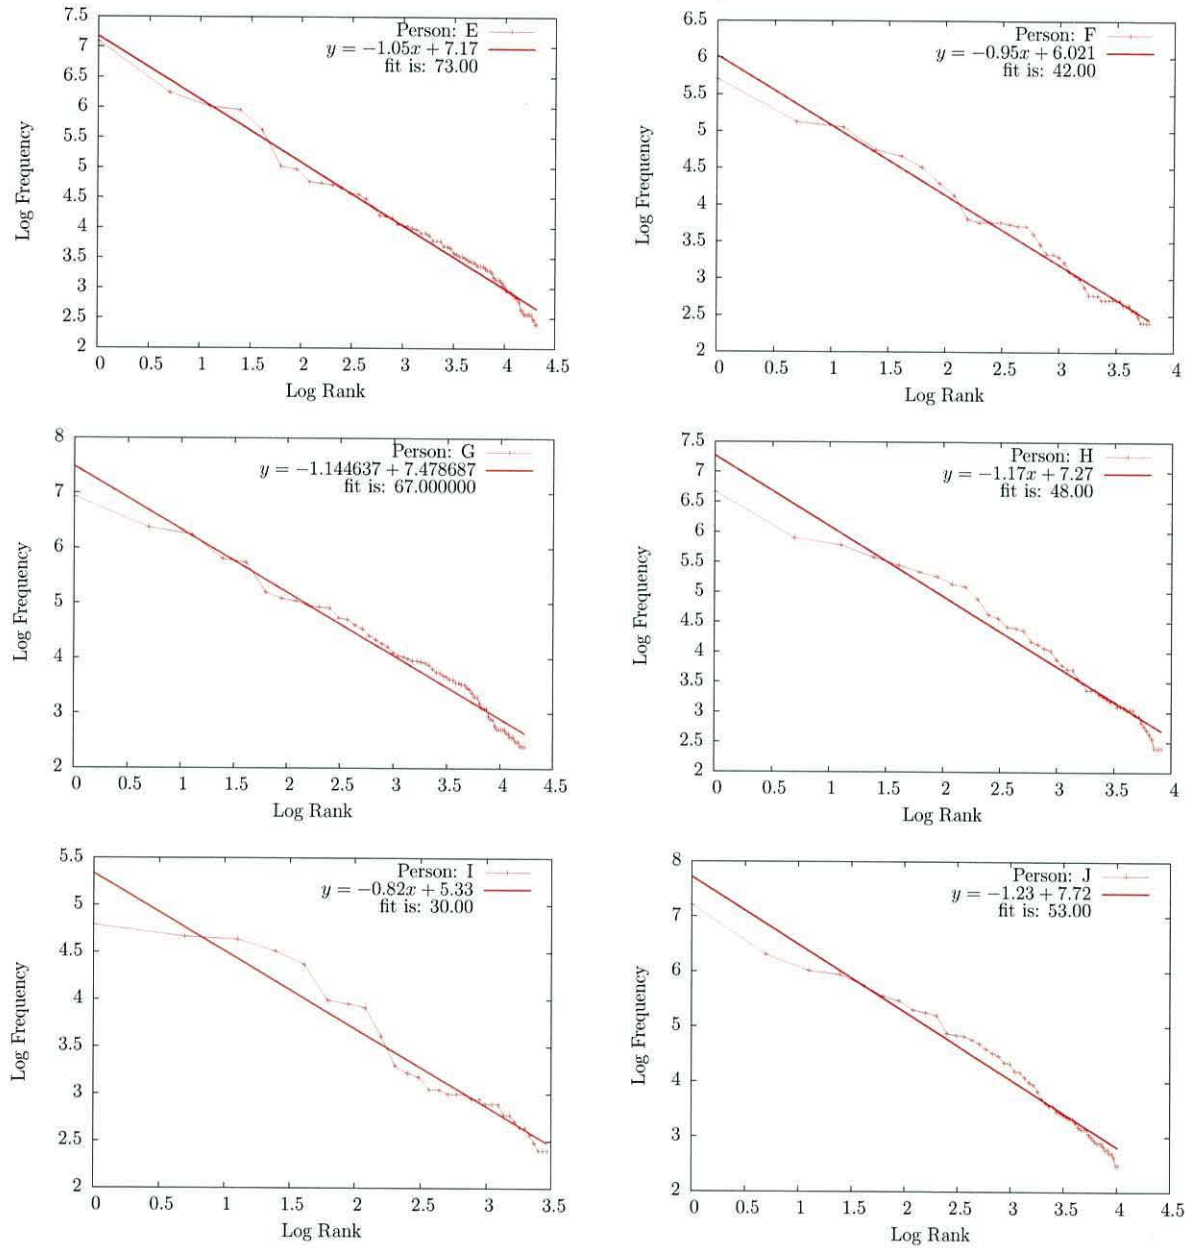 Person: E
y = −1.05x + 7.17
fit is: 73.00
7.5
7
6.5
6
5.5
5
4.5
4
3.5
3
2.5
2
Log Frequency
0 0.5 1 1.5 2 2.5 3 3.5 4 4.5
Log Rank
Person: F
y = −0.95x + 6.021
fit is: 42.00
6.5
6
5.5
5
4.5
4
3.5
3
2.5
2
Log Frequency
0 0.5 1 1.5 2 2.5 3 3.5 4
Log Rank
Person: G
y = −1.144637 + 7.478687
fit is: 67.000000
8
7
6
5
4
3
2
Log Frequency
0 0.5 1 1.5 2 2.5 3 3.5 4 4.5
Log Rank
Person: H
y = −1.17x + 7.27
fit is: 48.00
7.5
7
6.5
6
5.5
5
4.5
4
3.5
3
2.5
2
Log Frequency
0 0.5 1 1.5 2 2.5 3 3.5 4
Log Rank
Person: I
y = −0.82x + 5.33
fit is: 30.00
5.5
5
4.5
4
3.5
3
2.5
2
Log Frequency
0 0.5 1 1.5 2 2.5 3 3.5
Log Rank
Person: J
y = −1.23 + 7.72
fit is: 53.00
8
7
6
5
4
3
2
Log Frequency
0 0.5 1 1.5 2 2.5 3 3.5 4 4.5
Log Rank